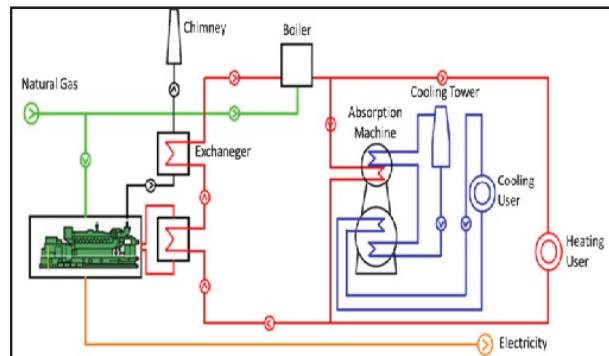 Chimney
Boiler
Natural Gas
Cooling Tower
Absorption
Machine
Exchaneger
Cooling
User
Heating
User
Electricity